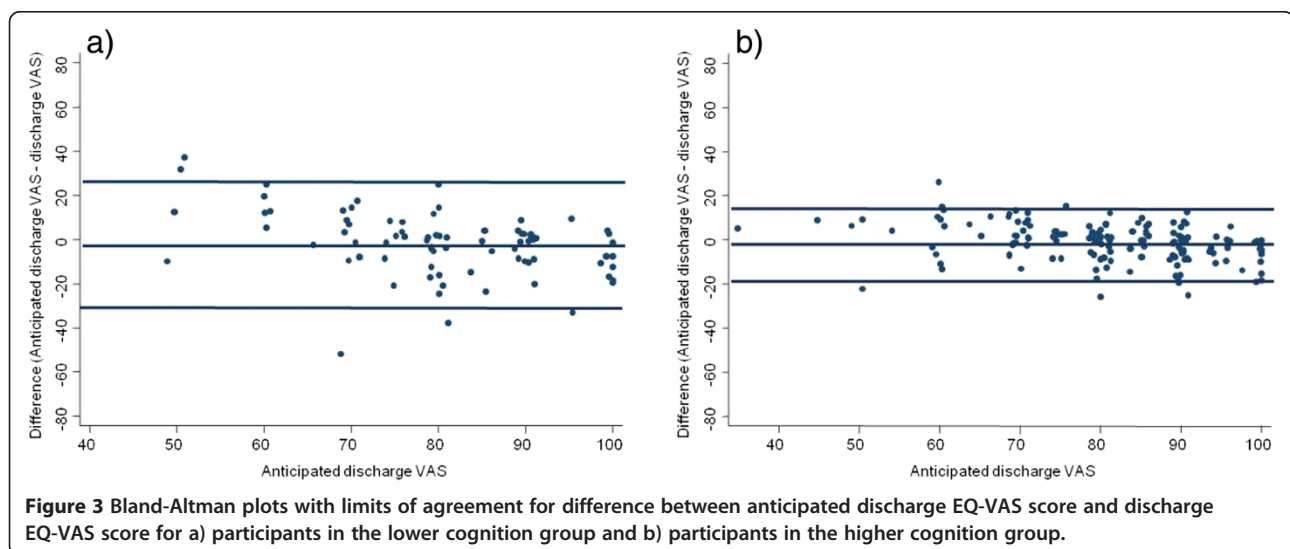 a)
b)
Difference (Anticipated discharge VAS - discharge VAS)
80
60
40
20
0
-20
-40
-60
-80
40 50 60 70 80 90 100
Anticipated discharge VAS
Difference (Anticipated discharge VAS - discharge VAS)
80
60
40
20
0
-20
-40
-60
-80
40 50 60 70 80 90 100
Anticipated discharge VAS
Figure 3 Bland-Altman plots with limits of agreement for difference between anticipated discharge EQ-VAS score and discharge
EQ-VAS score for a) participants in the lower cognition group and b) participants in the higher cognition group.